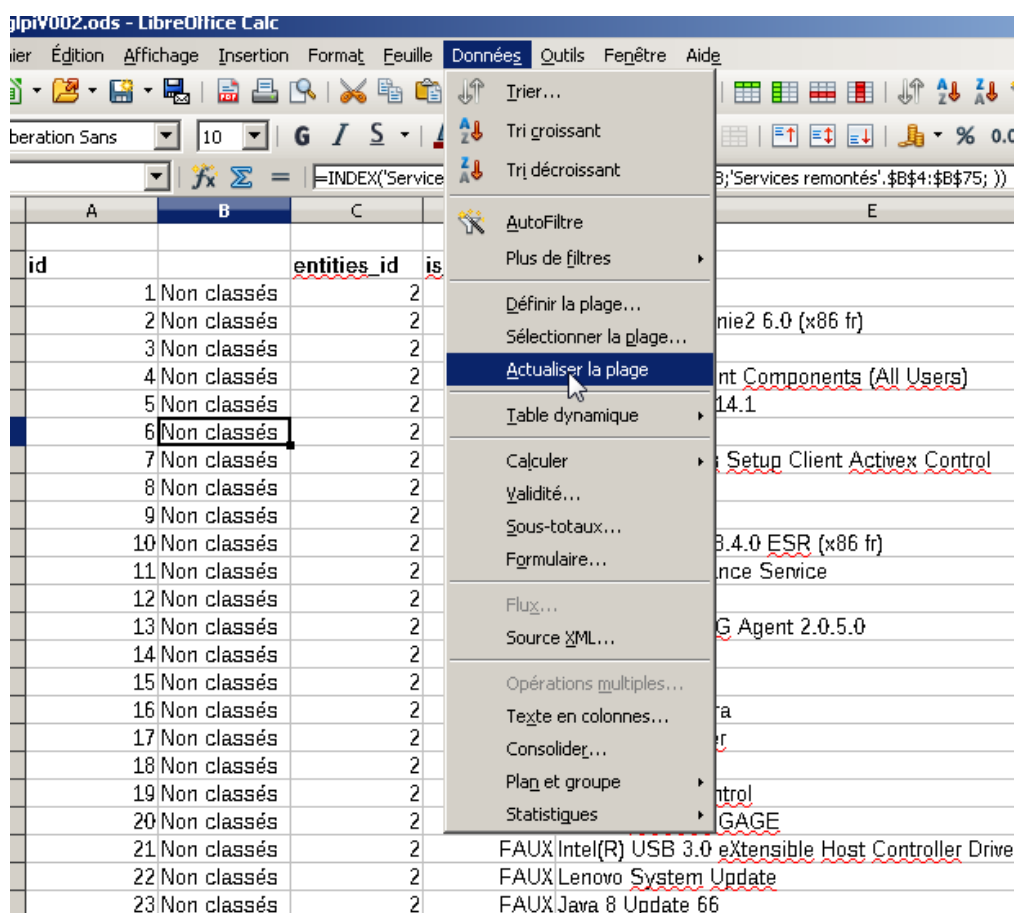 glpiV002.ods - LibreOffice Calc
Édition Affichage Insertion Format Feuille Données Outils Fenêtre Aide
Trier...
Tri croissant
Tri décroissant
AutoFiltre
Plus de filtres
Définir la plage...
Sélectionner la plage...
Actualiser la plage
Table dynamique
Calculer
Validité...
Sous-totaux...
Formulaire...
Flux...
Source XML...
Opérations multiples...
Texte en colonnes...
Consolider...
Plan et groupe
Statistiques
beration Sans 10 G I S % 0.0
=INDEX('Service 'Services remontés'.$B$4:$B$75; ))
A B C E
id entities_id is
1 Non classés 2
2 Non classés 2 nie2 6.0 (x86 fr)
3 Non classés 2
4 Non classés 2 nt Components (All Users)
5 Non classés 2 14.1
6 Non classés 2
7 Non classés 2 s Setup Client Activex Control
8 Non classés 2
9 Non classés 2
10 Non classés 2 8.4.0 ESR (x86 fr)
11 Non classés 2 nce Service
12 Non classés 2
13 Non classés 2 G Agent 2.0.5.0
14 Non classés 2
15 Non classés 2
16 Non classés 2 ra
17 Non classés 2 er
18 Non classés 2
19 Non classés 2 ntrol
20 Non classés 2 GAGE
21 Non classés 2 FAUX Intel(R) USB 3.0 eXtensible Host Controller Drive
22 Non classés 2 FAUX Lenovo System Update
23 Non classés 2 FAUX Java 8 Update 66